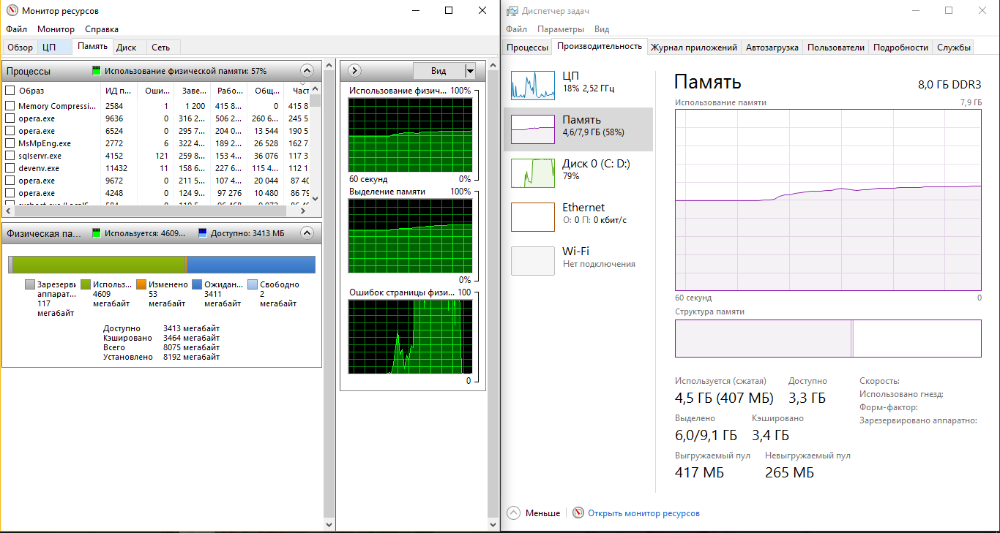 Монитор ресурсов
Файл Монитор Справка
Обзор ЦП Память Диск Сеть
Процессы Использование физической памяти: 57%
Образ ИД п... Оши... Заве... Рабо... Общ... Част
Memory Compressi... 2584 1 1 200 415 8... 0 415 8
opera.exe 9636 0 316 2... 506 2... 260 6... 245 5
opera.exe 6524 0 295 7... 204 0... 13 544 190 5
MsMpEng.exe 2772 6 322 4... 189 2... 26 528 162 7
sqlservr.exe 4152 121 259 8... 153 4... 36 076 117 3
devenv.exe 11432 11 158 6... 227 6... 115 4... 112 1
opera.exe 9672 0 211 5... 107 4... 20 044 87 40
opera.exe 4248 0 124 9... 97 276 10 480 86 79
Физическая па... Используется: 4609... Доступно: 3413 МБ
Зарезерви
аппарат...
117
мегабайт
Использ...
4609
мегабайт
Изменено
53
мегабайт
Ожидан...
3411
мегабайт
Свободно
2
мегабайт
Доступно 3413 мегабайт
Кэшировано 3464 мегабайт
Всего 8075 мегабайт
Установлено 8192 мегабайт
Вид
Использование физич... 100%
60 секунд 0%
Выделение памяти 100%
0%
Ошибок страницы физи... 100
0
Диспетчер задач
Файл Параметры Вид
Процессы Производительность Журнал приложений Автозагрузка Пользователи Подробности Службы
ЦП
18% 2,52 ГГц
Память
4,6/7,9 ГБ (58%)
Диск 0 (C: D:)
79%
Ethernet
О: 0 П: 0 кбит/с
Wi-Fi
Нет подключения
Память 8,0 ГБ DDR3
Использование памяти 7,9 ГБ
60 секунд 0
Структура памяти
Используется (сжатая) Доступно
4,5 ГБ (407 МБ) 3,3 ГБ
Выделено Кэшировано
6,0/9,1 ГБ 3,4 ГБ
Выгружаемый пул Невыгружаемый пул
417 МБ 265 МБ
Скорость:
Использовано гнезд:
Форм-фактор:
Зарезервировано аппаратно:
Меньше Открыть монитор ресурсов